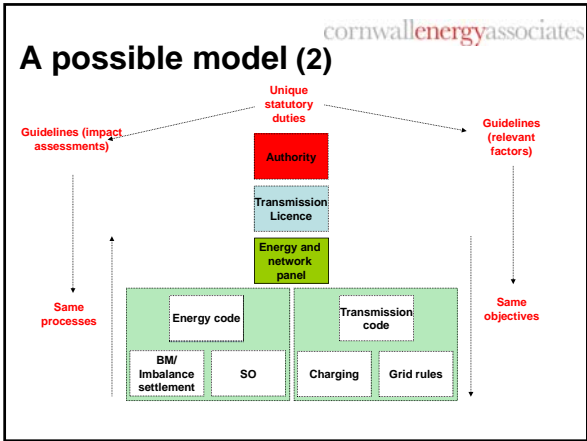 cornwallenergyassociates
A possible model (2)
Unique
statutory
duties
Guidelines (impact
assessments)
Guidelines
(relevant
factors)
Authority
Transmission
Licence
Energy and
network
panel
Same
processes
Same
objectives
Energy code
Transmission
code
BM/
Imbalance
settlement
SO
Charging
Grid rules